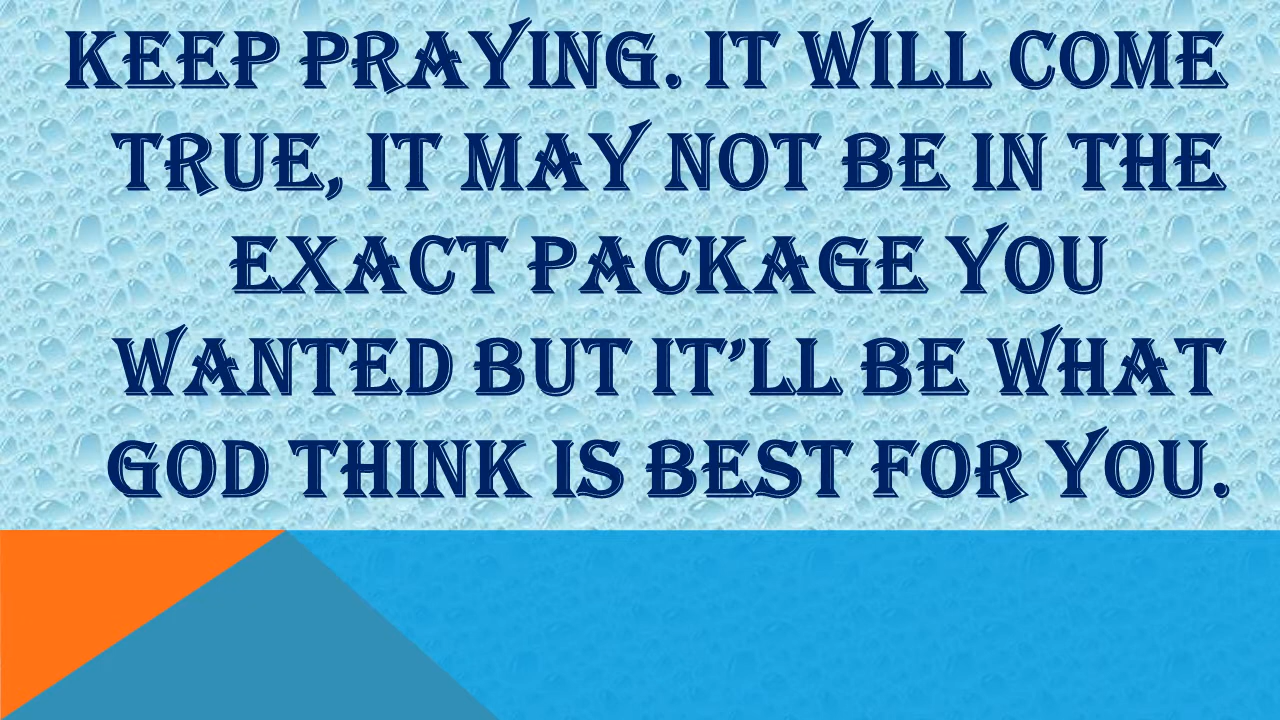 KEEP PRAYING. IT WILL COME
TRUE, IT MAY NOT BE IN THE
EXACT PACKAGE YOU
WANTED BUT IT’LL BE WHAT
GOD THINK IS BEST FOR YOU.